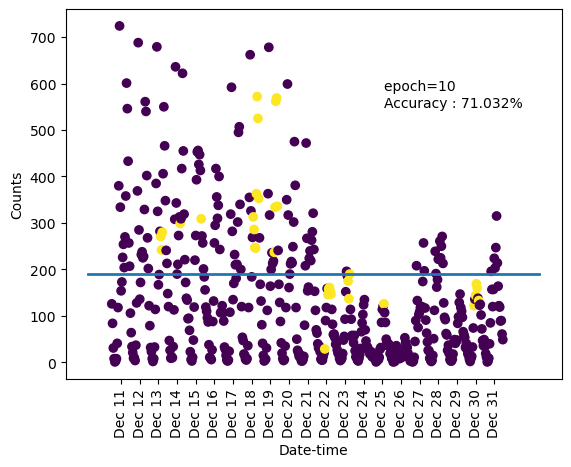 700
600
500
400
300
200
100
0
Counts
epoch=10
Accuracy : 71.032%
Dec 11
Dec 12
Dec 13
Dec 14
Dec 15
Dec 16
Dec 17
Dec 18
Dec 19
Dec 20
Dec 21
Dec 22
Dec 23
Dec 24
Dec 25
Dec 26
Dec 27
Dec 28
Dec 29
Dec 30
Dec 31
Date-time